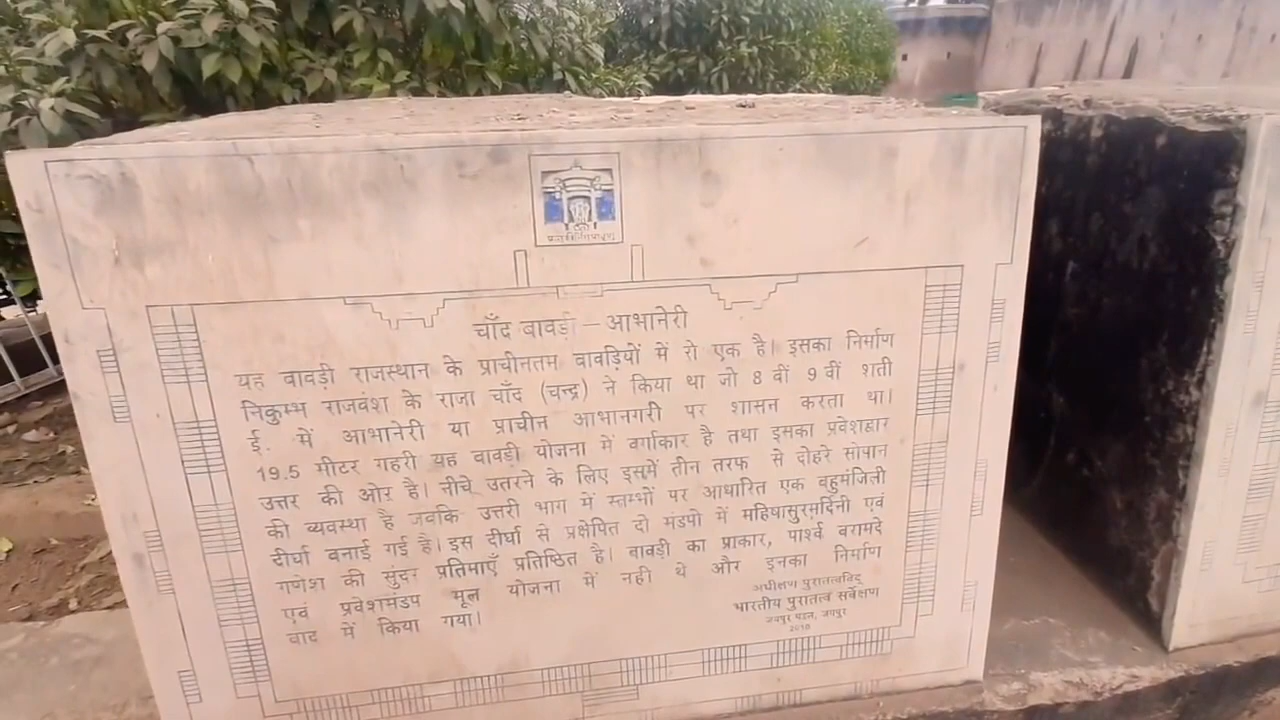 चाँद बावड़ी – आभानेरी
यह बावड़ी राजस्थान के प्राचीनतम बावड़ियों में से एक है। इसका निर्माण
निकुम्भ राजवंश के राजा चाँद (चन्द्र) ने किया था जो 8 वीं 9 वीं शती
ई. में आभानेरी या प्राचीन आभानगरी पर शासन करता था।
19.5 मीटर गहरी यह बावड़ी योजना में वर्गाकार है तथा इसका प्रवेशद्वार
उत्तर की ओर है। नीचे उतरने के लिए इसमें तीन तरफ से दोहरे सोपान
की व्यवस्था है जबकि उत्तरी भाग में स्तम्भों पर आधारित एक बहुमंजिली
दीर्घा बनाई गई है। इस दीर्घा से प्रक्षेपित दो मंडपो में महिषासुरमर्दिनी एवं
गणेश की सुंदर प्रतिमाएँ प्रतिष्ठित है। बावड़ी का प्राकार, पार्श्व बरामदे
एवं प्रवेशमंडप मूल योजना में नही थे और इनका निर्माण
बाद में किया गया।
अधीक्षण पुरातत्वविद्
भारतीय पुरातत्व सर्वेक्षण
जयपुर मंडल, जयपुर
2010